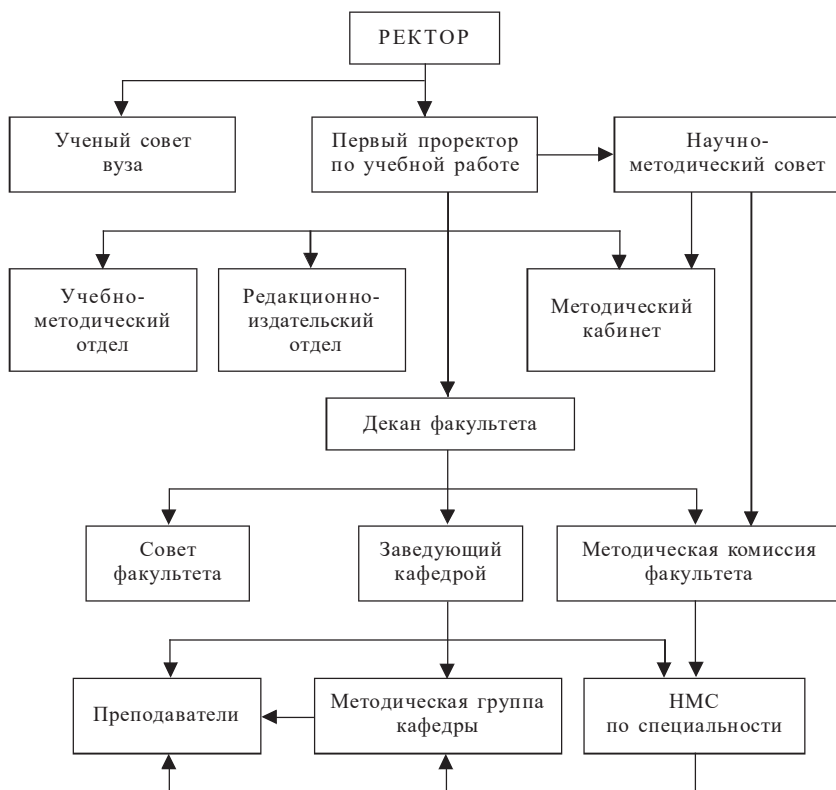 РЕКТОР
Ученый совет
вуза
Первый проректор
по учебной работе
Научно-
методический совет
Учебно-
методический
отдел
Редакционно-
издательский
отдел
Методический
кабинет
Декан факультета
Совет
факультета
Заведующий
кафедрой
Методическая комиссия
факультета
Преподаватели
Методическая группа
кафедры
НМС
по специальности